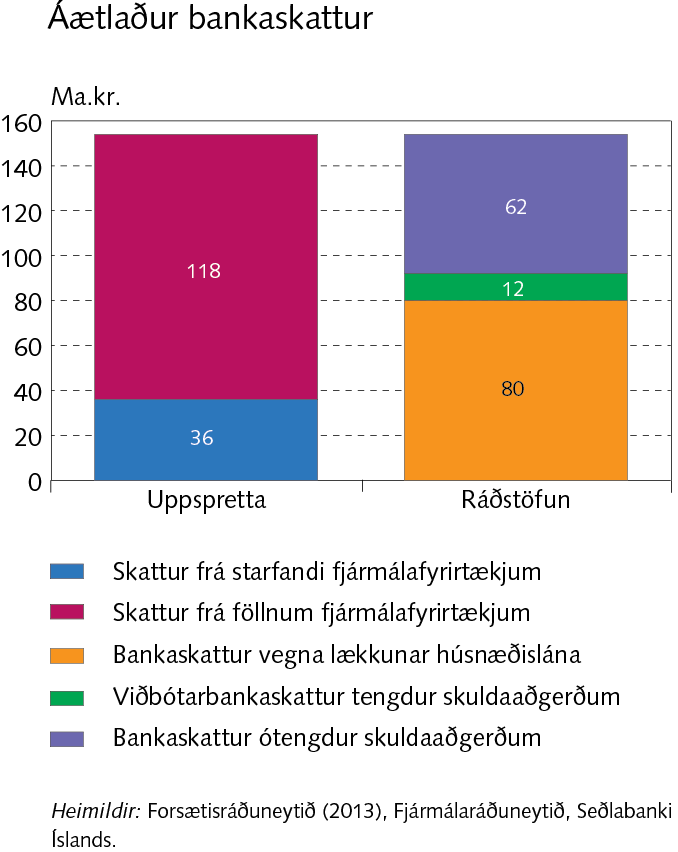 Áætlaður bankaskattur
Ma.kr.
160
140
120
100
80
60
40
20
0
118
36
62
12
80
Uppspretta
Ráðstöfun
Skattur frá starfandi fjármálafyrirtækjum
Skattur frá föllnum fjármálafyrirtækjum
Bankaskattur vegna lækkunar húsnæðislána
Viðbótarbankaskattur tengdur skuldaaðgerðum
Bankaskattur ótengdur skuldaaðgerðum
Heimildir: Forsætisráðuneytið (2013), Fjármálaráðuneytið, Seðlabanki
Íslands.